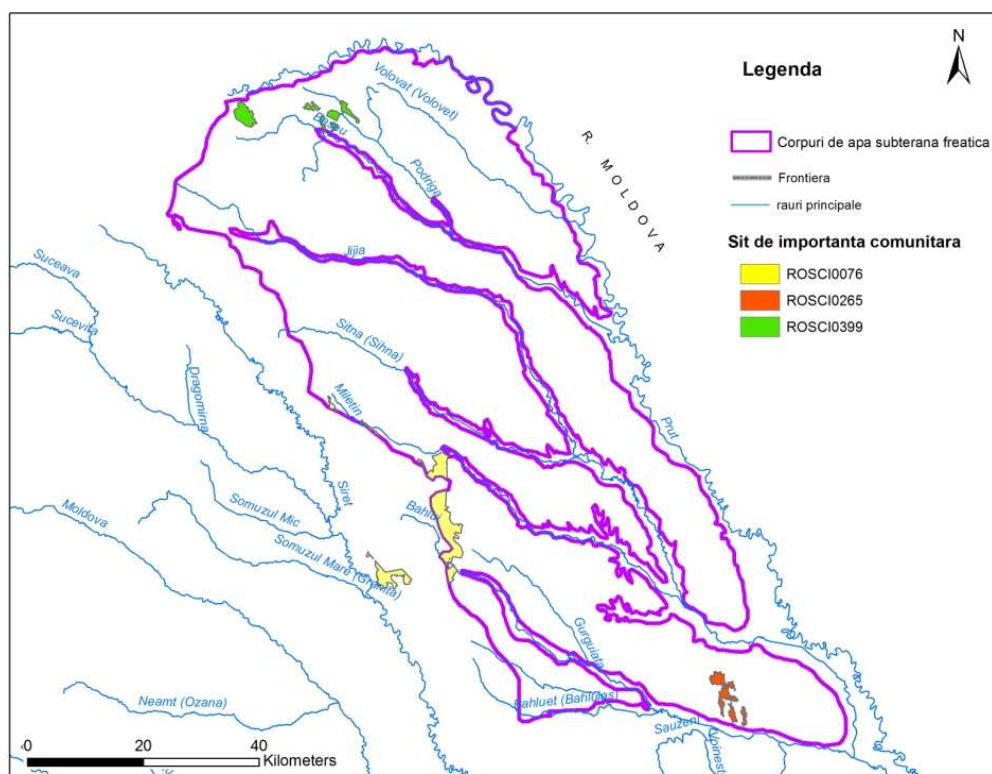 N
Legenda
Corpuri de apa subterana freatica
Frontiera
rauri principale
Sit de importanta comunitara
ROSCI0076
ROSCI0265
ROSCI0399
R. MOLDOVA
Volovat (Volovet)
Podriga
Jijia
Suceava
Sucevita
Sitna (Sihna)
Dragomirna
Miletin
Prut
Siret
Somuzul Mic
Moldova
Bahlui
Somuzul Mare
Gurguiata
Neamt (Ozana)
Sauzeni
0 20 40
Kilometers